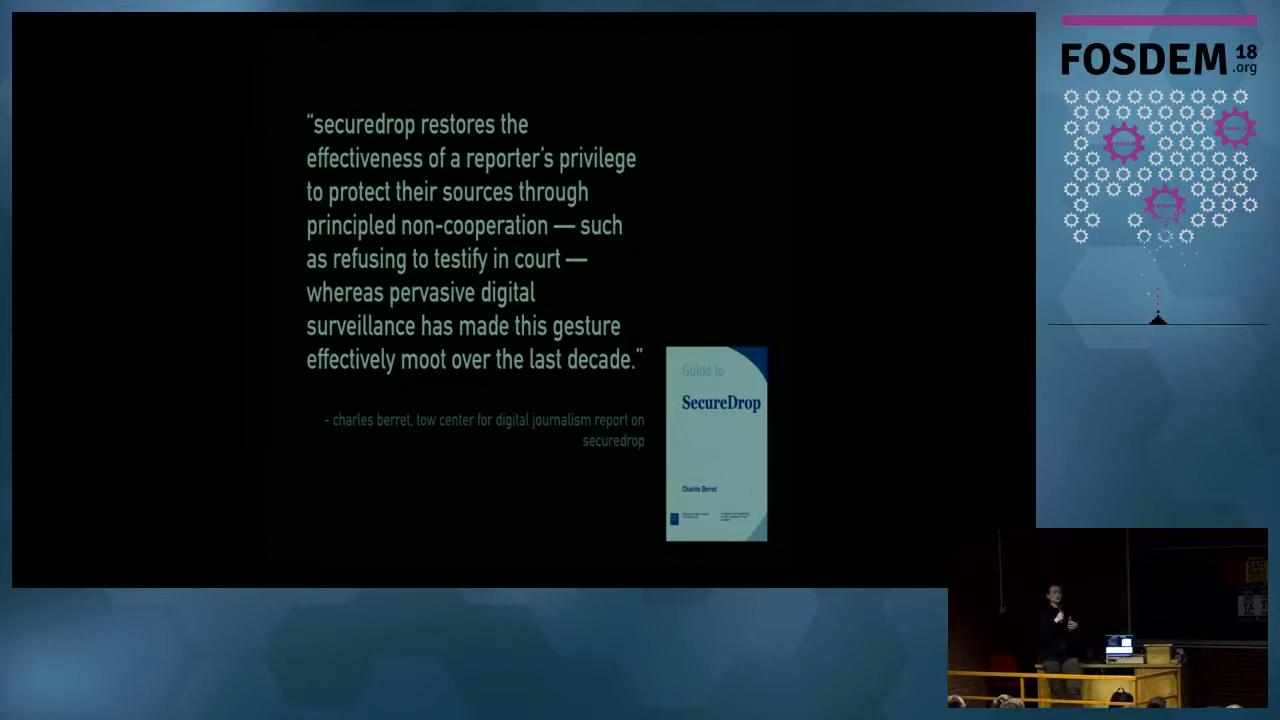 FOSDEM 18
.org
“securedrop restores the
effectiveness of a reporter’s privilege
to protect their sources through
principled non-cooperation — such
as refusing to testify in court —
whereas pervasive digital
surveillance has made this gesture
effectively moot over the last decade.”
- charles berret, tow center for digital journalism report on
securedrop
Guide to
SecureDrop
Charles Berret